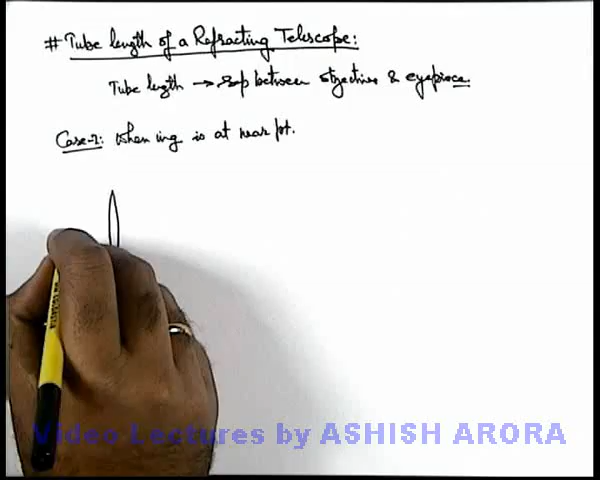 # Tube length of a Refracting Telescope:
Tube length → Sep between objective & eyepiece.
Case-1: When img is at near pt.
Video Lectures by ASHISH ARORA